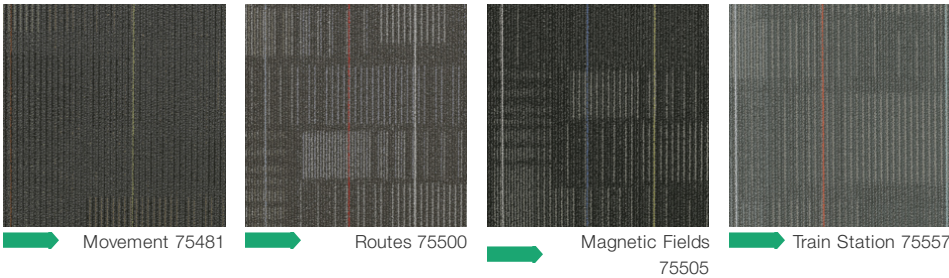 Movement 75481
Routes 75500
Magnetic Fields
75505
Train Station 75557